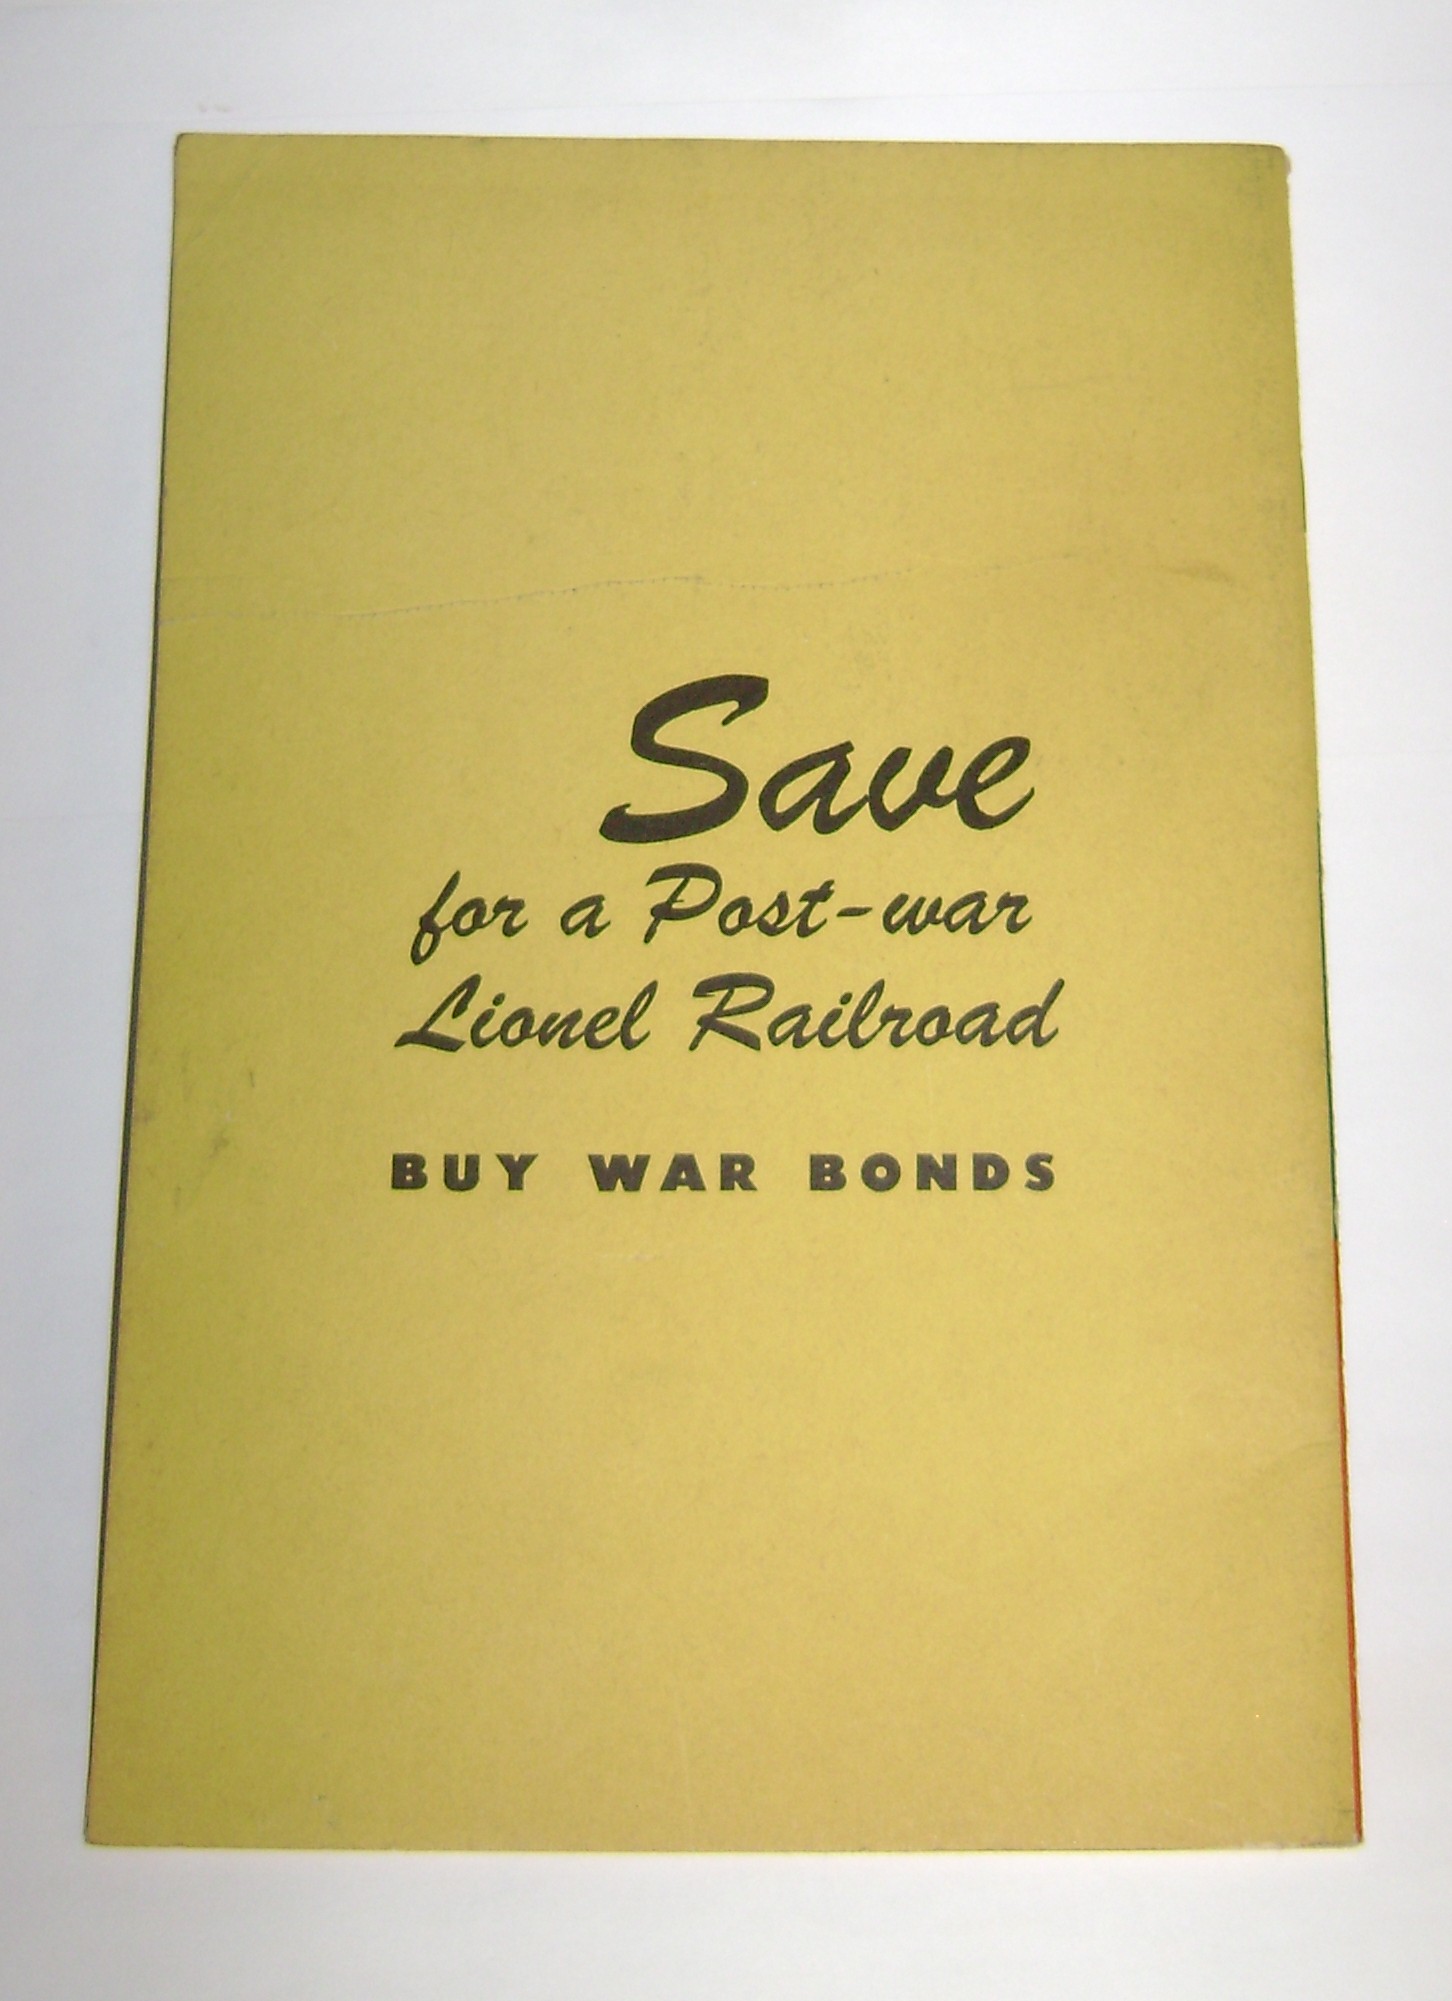 Save
for a Post-war
Lionel Railroad
BUY WAR BONDS